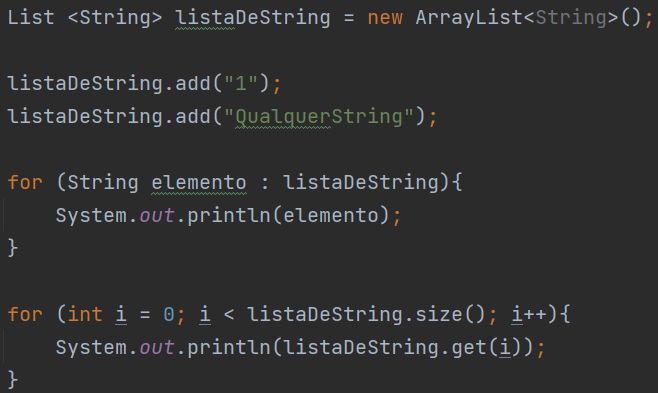 List <String> listaDeString = new ArrayList<String>();
listaDeString.add("1");
listaDeString.add("QualquerString");
for (String elemento : listaDeString){
System.out.println(elemento);
}
for (int i = 0; i < listaDeString.size(); i++){
System.out.println(listaDeString.get(i));
}